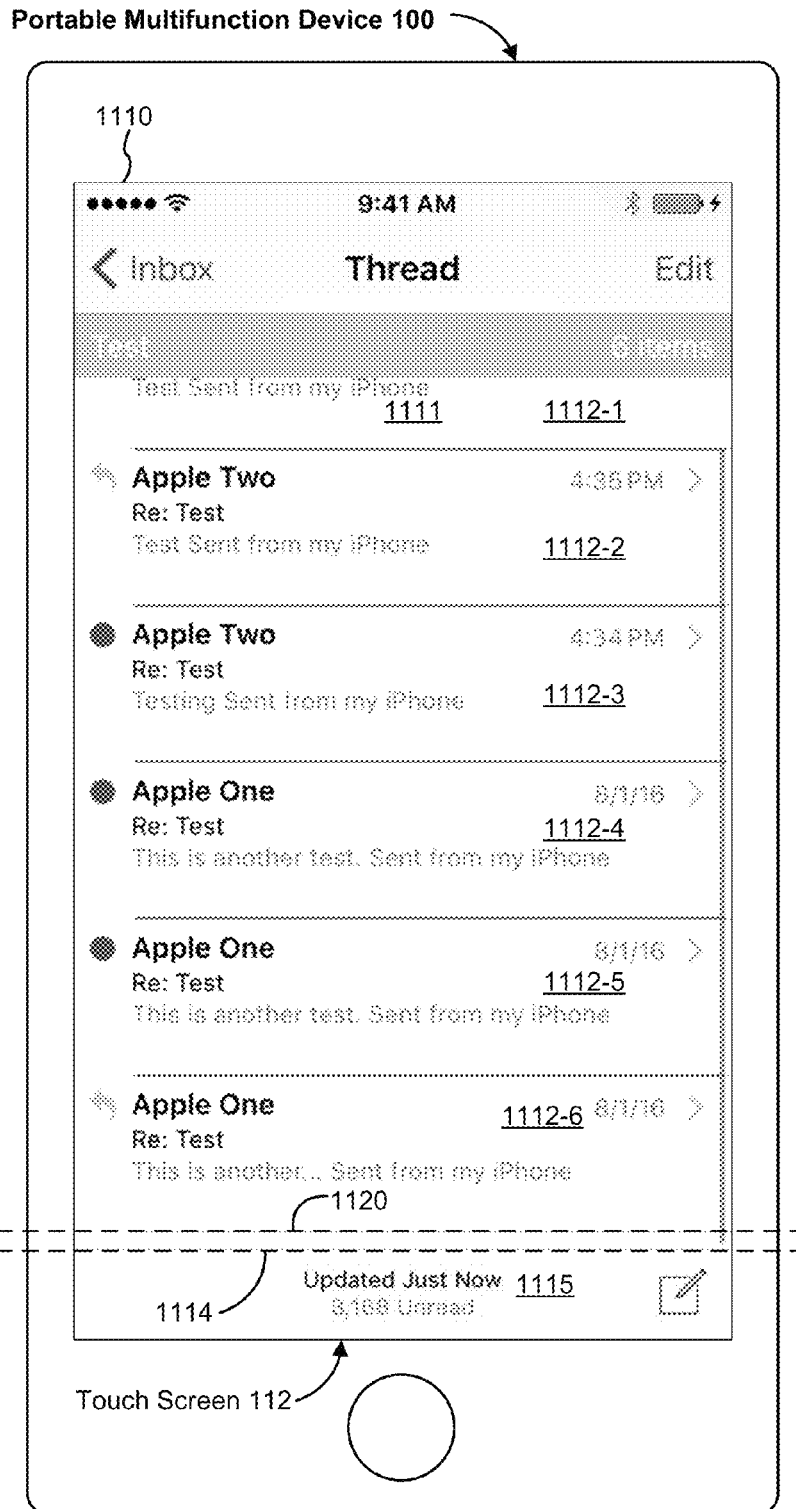 Portable Multifunction Device 100
1110
9:41 AM
Inbox Thread Edit
Test 6 Items
Test Sent from my iPhone
1111 1112-1
Apple Two 4:35 PM
Re: Test
Test Sent from my iPhone 1112-2
Apple Two 4:34 PM
Re: Test
Testing Sent from my iPhone 1112-3
Apple One 8/1/16
Re: Test 1112-4
This is another test. Sent from my iPhone
Apple One 8/1/16
Re: Test 1112-5
This is another test. Sent from my iPhone
Apple One 1112-6 8/1/16
Re: Test
This is another... Sent from my iPhone
1120
Updated Just Now 1115
1114 Unread
Touch Screen 112